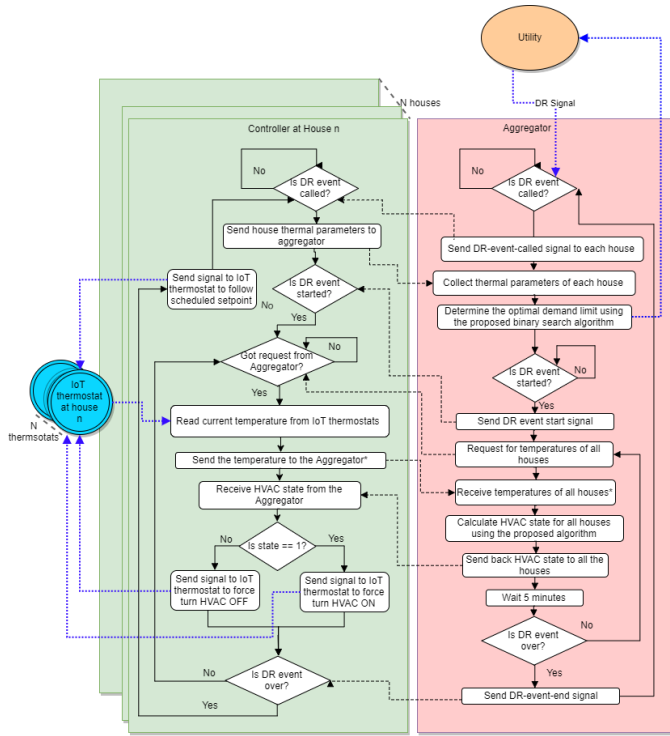 Utility
DR Signal
N houses
Controller at House n
No
Is DR event
called?
Send house thermal parameters to
aggregator
Send signal to IoT
thermostat to follow
scheduled setpoint
No
Is DR event
started?
Yes
Got request from
Aggregator?
No
Yes
IoT
thermostat
at house
n
N
thermsotats
Read current temperature from IoT thermostats
Send the temperature to the Aggregator*
Receive HVAC state from the
Aggregator
No
Is state == 1?
Yes
Send signal to IoT
thermostat to force
turn HVAC OFF
Send signal to IoT
thermostat to force
turn HVAC ON
No
Is DR event
over?
Yes
Aggregator
No
Is DR event
called?
Send DR-event-called signal to each house
Collect thermal parameters of each house
Determine the optimal demand limit using
the proposed binary search algorithm
Is DR event
started?
No
Yes
Send DR event start signal
Request for temperatures of all
houses
Receive temperatures of all houses*
Calculate HVAC state for all houses
using the proposed algorithm
Send back HVAC state to all the
houses
Wait 5 minutes
Is DR event
over?
No
Yes
Send DR-event-end signal